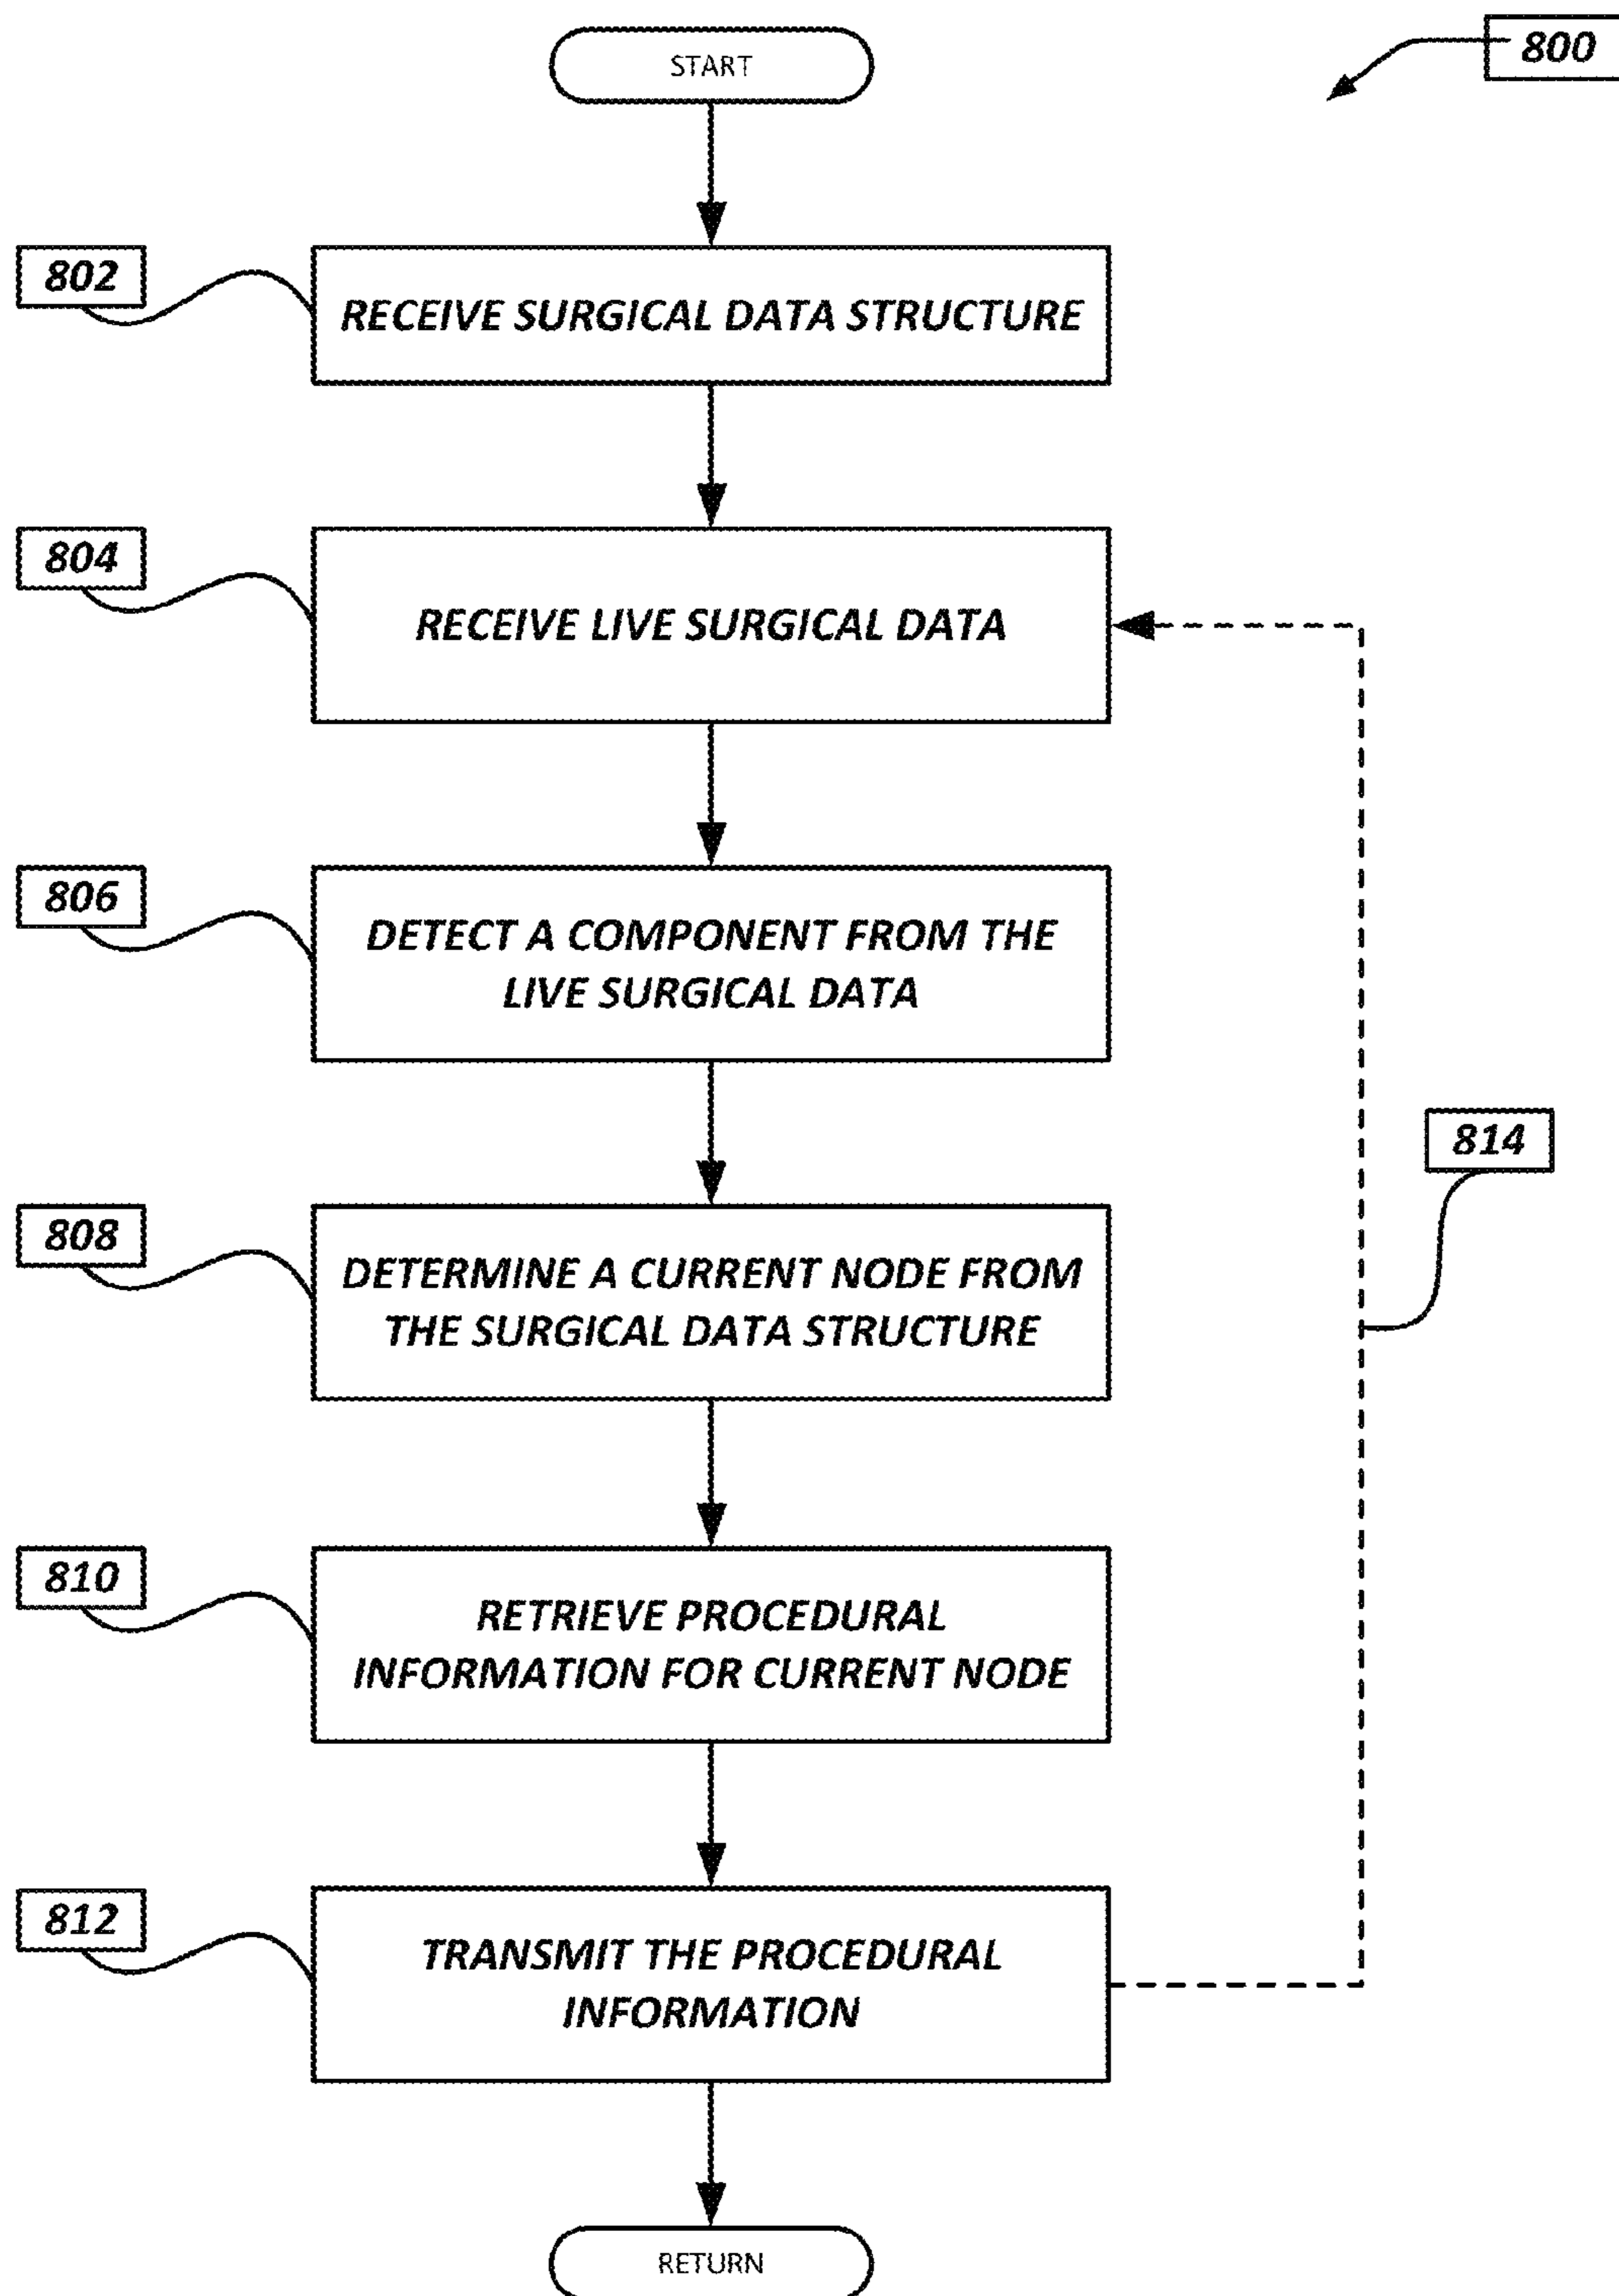 START
800
802
RECEIVE SURGICAL DATA STRUCTURE
804
RECEIVE LIVE SURGICAL DATA
806
DETECT A COMPONENT FROM THE
LIVE SURGICAL DATA
814
808
DETERMINE A CURRENT NODE FROM
THE SURGICAL DATA STRUCTURE
810
RETRIEVE PROCEDURAL
INFORMATION FOR CURRENT NODE
812
TRANSMIT THE PROCEDURAL
INFORMATION
RETURN